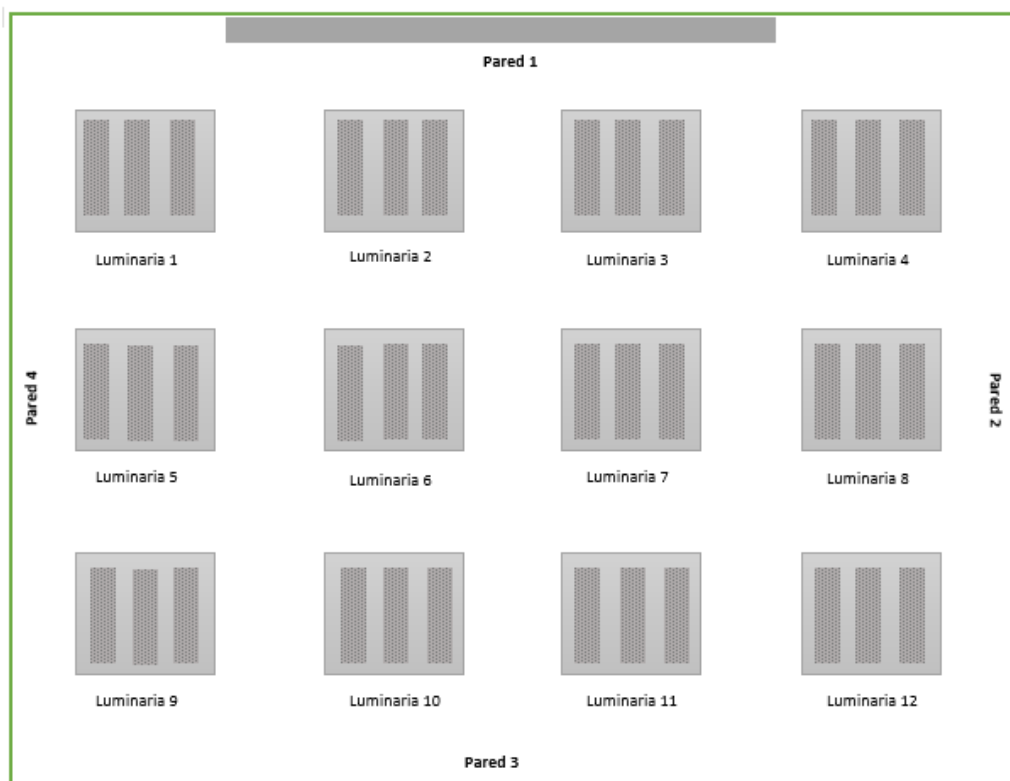 Pared 1
Luminaria 1
Luminaria 2
Luminaria 3
Luminaria 4
Pared 4
Pared 2
Luminaria 5
Luminaria 6
Luminaria 7
Luminaria 8
Luminaria 9
Luminaria 10
Luminaria 11
Luminaria 12
Pared 3